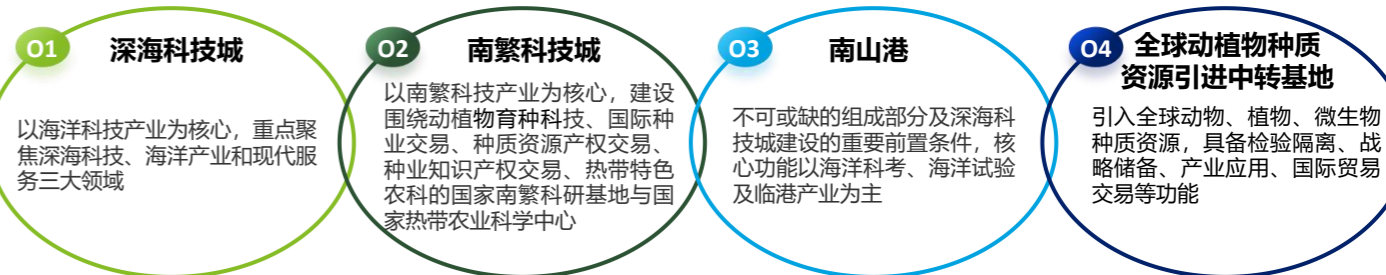 O1
深海科技城
以海洋科技产业为核心，重点聚
焦深海科技、海洋产业和现代服
务三大领域
O2
南繁科技城
以南繁科技产业为核心，建设
围绕动植物育种科技、国际种
业交易、种质资源产权交易、
种业知识产权交易、热带特色
农科的国家南繁科研基地与国
家热带农业科学中心
O3
南山港
不可或缺的组成部分及深海科
技城建设的重要前置条件，核
心功能以海洋科考、海洋试验
及临港产业为主
O4
全球动植物种质
资源引进中转基地
引入全球动物、植物、微生物
种质资源，具备检验隔离、战
略储备、产业应用、国际贸易
交易等功能